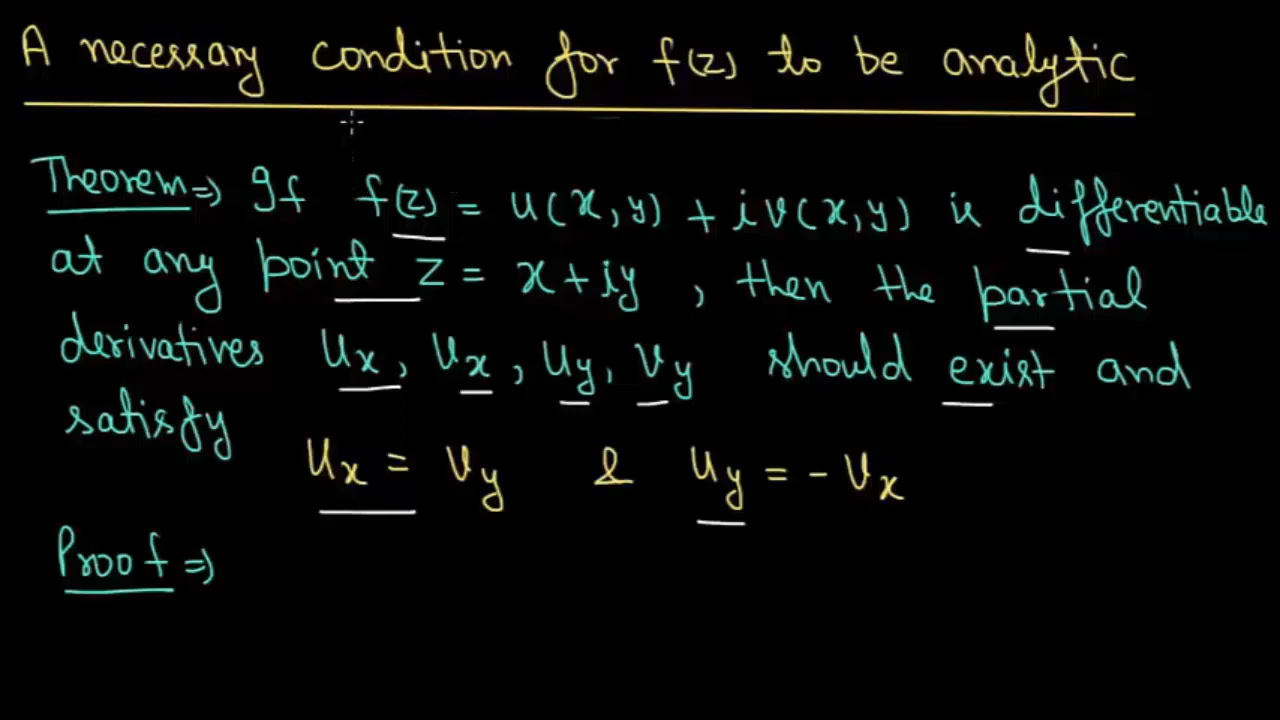 A necessary condition for f(z) to be analytic
Theorem⇒ If f(z) = u(x,y) + iv(x,y) is differentiable
at any point z = x+iy , then the partial
derivatives ux, vx, uy, vy should exist and
satisfy
ux = vy & uy = -vx
Proof ⇒